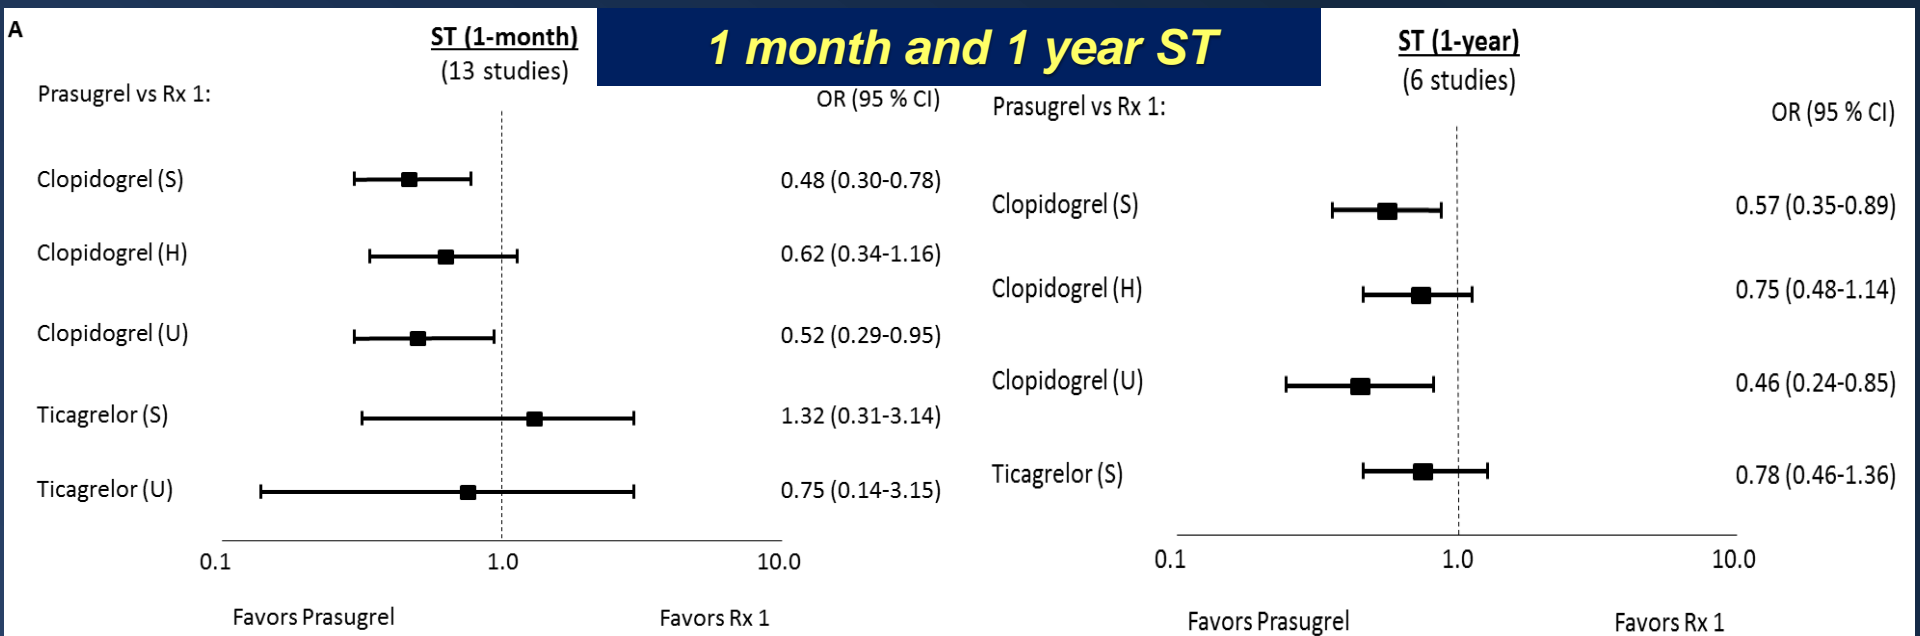 A
1 month and 1 year ST
ST (1-month)
(13 studies)
Prasugrel vs Rx 1:
OR (95 % CI)
Clopidogrel (S)
0.48 (0.30-0.78)
Clopidogrel (H)
0.62 (0.34-1.16)
Clopidogrel (U)
0.52 (0.29-0.95)
Ticagrelor (S)
1.32 (0.31-3.14)
Ticagrelor (U)
0.75 (0.14-3.15)
0.1
1.0
10.0
Favors Prasugrel
Favors Rx 1
ST (1-year)
(6 studies)
Prasugrel vs Rx 1:
OR (95 % CI)
Clopidogrel (S)
0.57 (0.35-0.89)
Clopidogrel (H)
0.75 (0.48-1.14)
Clopidogrel (U)
0.46 (0.24-0.85)
Ticagrelor (S)
0.78 (0.46-1.36)
0.1
1.0
10.0
Favors Prasugrel
Favors Rx 1